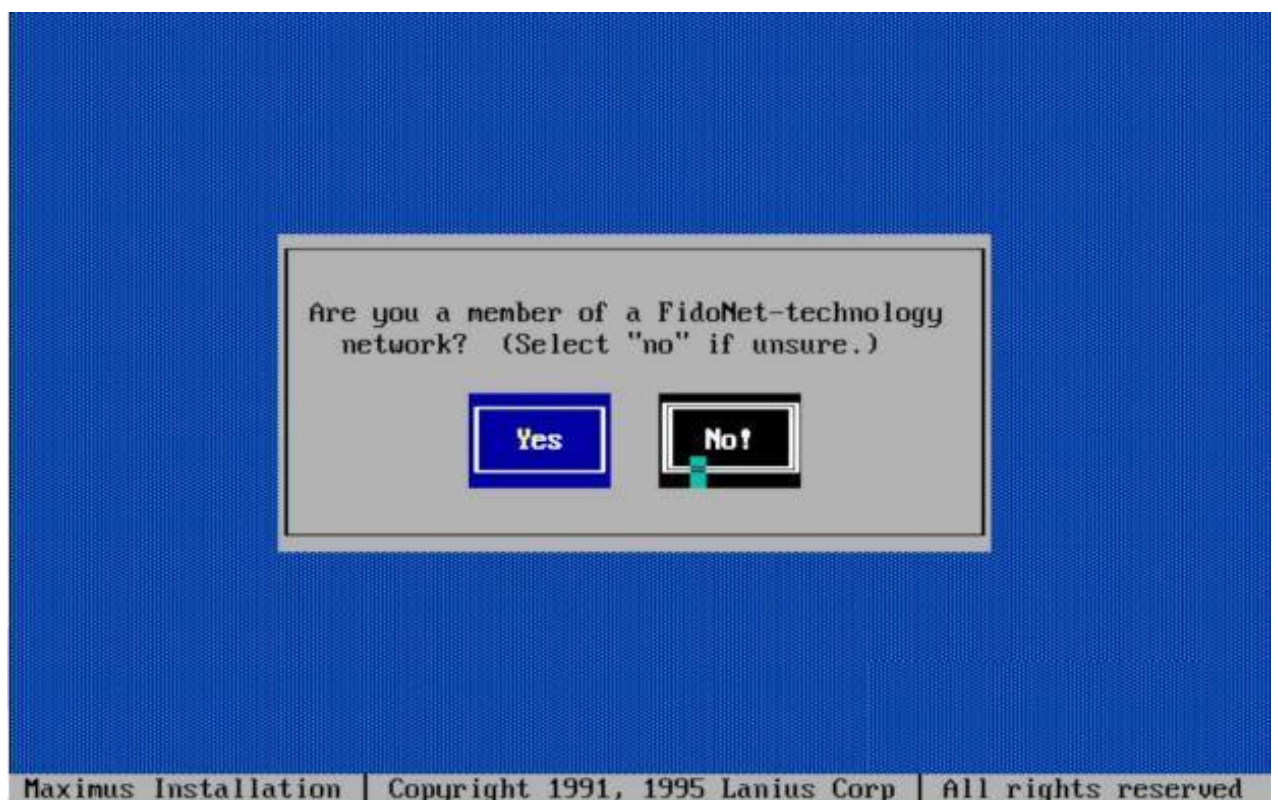 Are you a member of a FidoNet-technology
network? (Select "no" if unsure.)
Yes No!
Maximus Installation | Copyright 1991, 1995 Lanius Corp | All rights reserved